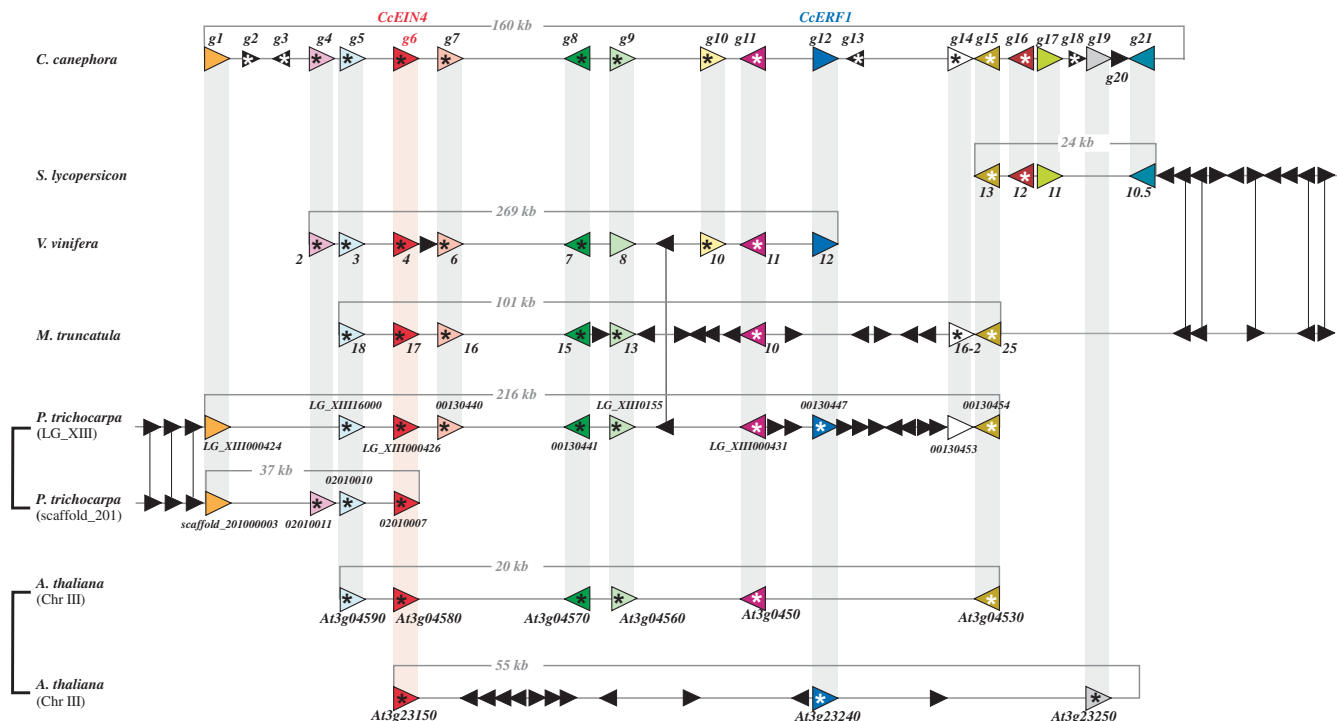 CcEIN4 CcERF1
160 kb
g1 g2 g3 g4 g5 g6 g7 g8 g9 g10 g11 g12 g13 g14 g15 g16 g17 g18 g19 g21
C. canephora
g20
24 kb
S. lycopersicon
13 12 11 10.5
269 kb
V. vinifera
2 3 4 6 7 8 10 11 12
101 kb
M. truncatula
18 17 16 15 13 10 16-2 25
216 kb
LG_XIII16000 00130440 LG_XIII0155 00130447 00130454
P. trichocarpa
(LG_XIII)
LG_XIII000424 LG_XIII000426 00130441 LG_XIII000431 00130453
37 kb
02010010
P. trichocarpa
(scaffold_201)
scaffold_201000003 02010011 02010007
20 kb
A. thaliana
(Chr III)
At3g04590 At3g04580 At3g04570 At3g04560 At3g0450 At3g04530
55 kb
A. thaliana
(Chr III)
At3g23150 At3g23240 At3g23250